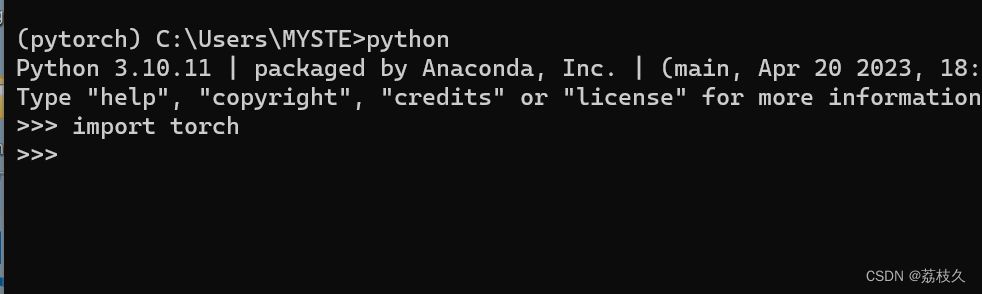 (pytorch) C:\Users\MYSTE>python
Python 3.10.11 | packaged by Anaconda, Inc. | (main, Apr 20 2023, 18:
Type "help", "copyright", "credits" or "license" for more information
>>> import torch
>>>
CSDN @荔枝久